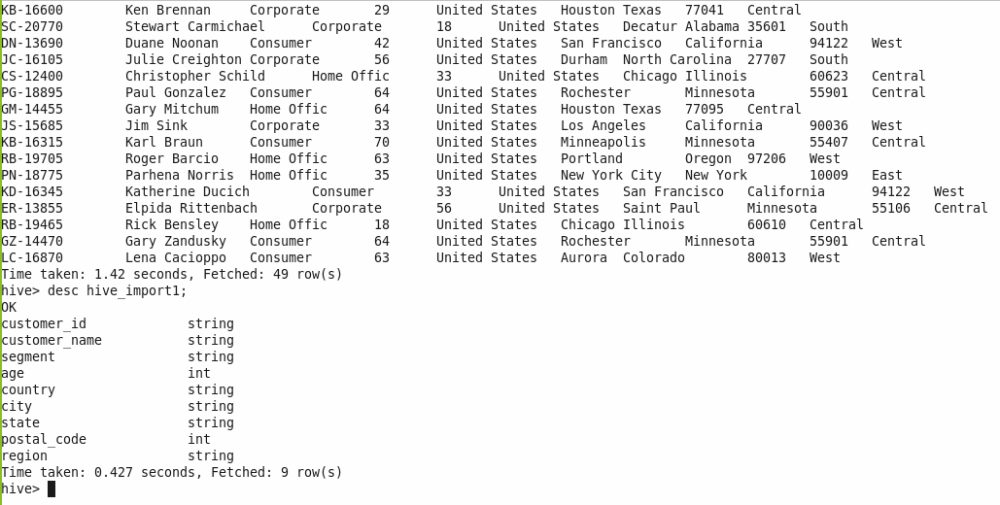 KB-16600 Ken Brennan Corporate 29 United States Houston Texas 77041 Central
SC-20770 Stewart Carmichael Corporate 18 United States Decatur Alabama 35601 South
DN-13690 Duane Noonan Consumer 42 United States San Francisco California 94122 West
JC-16105 Julie Creighton Corporate 56 United States Durham North Carolina 27707 South
CS-12400 Christopher Schild Home Offic 33 United States Chicago Illinois 60623 Central
PG-18895 Paul Gonzalez Consumer 64 United States Rochester Minnesota 55901 Central
GM-14455 Gary Mitchum Home Offic 64 United States Houston Texas 77095 Central
JS-15685 Jim Sink Corporate 33 United States Los Angeles California 90036 West
KB-16315 Karl Braun Consumer 70 United States Minneapolis Minnesota 55407 Central
RB-19705 Roger Barcio Home Offic 63 United States Portland Oregon 97206 West
PN-18775 Parhena Norris Home Offic 35 United States New York City New York 10009 East
KD-16345 Katherine Ducich Consumer 33 United States San Francisco California 94122 West
ER-13855 Elpida Rittenbach Corporate 56 United States Saint Paul Minnesota 55106 Central
RB-19465 Rick Bensley Home Offic 18 United States Chicago Illinois 60610 Central
GZ-14470 Gary Zandusky Consumer 64 United States Rochester Minnesota 55901 Central
LC-16870 Lena Cacioppo Consumer 63 United States Aurora Colorado 80013 West
Time taken: 1.42 seconds, Fetched: 49 row(s)
hive> desc hive_import1;
OK
customer_id string
customer_name string
segment string
age int
country string
city string
state string
postal_code int
region string
Time taken: 0.427 seconds, Fetched: 9 row(s)
hive>